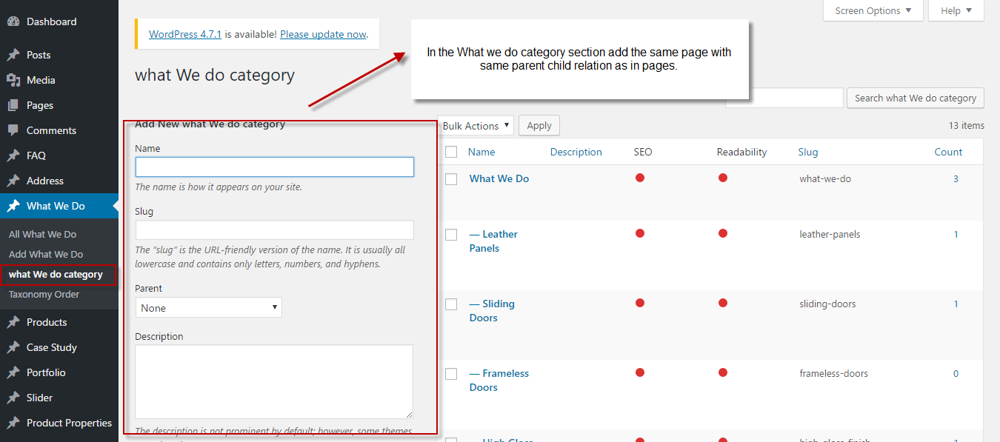 Dashboard
Posts
Media
Pages
Comments
FAQ
Address
What We Do
All What We Do
Add What We Do
what We do category
Taxonomy Order
Products
Case Study
Portfolio
Slider
Product Properties
Screen Options ▼
Help ▼
WordPress 4.7.1 is available! Please update now.
In the What we do category section add the same page with
same parent child relation as in pages.
what We do category
Search what We do category
Add New what We do category
Name
The name is how it appears on your site.
Slug
The “slug” is the URL-friendly version of the name. It is usually all
lowercase and contains only letters, numbers, and hyphens.
Parent
None
Description
The description is not prominent by default; however, some themes
Bulk Actions
Apply
13 items
Name Description SEO Readability Slug Count
What We Do what-we-do 3
— Leather leather-panels 1
Panels
— Sliding sliding-doors 1
Doors
— Frameless frameless-doors 0
Doors
— High Gloss high-gloss-finish 1